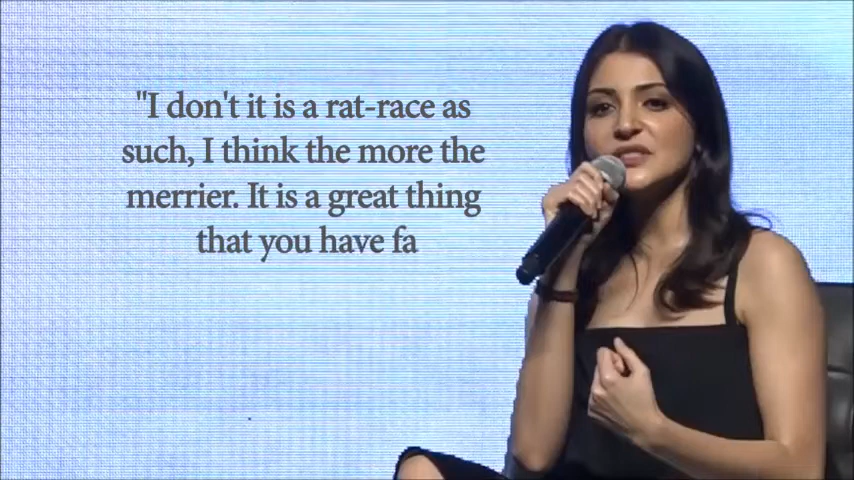 "I don't it is a rat-race as
such, I think the more the
merrier. It is a great thing
that you have fa